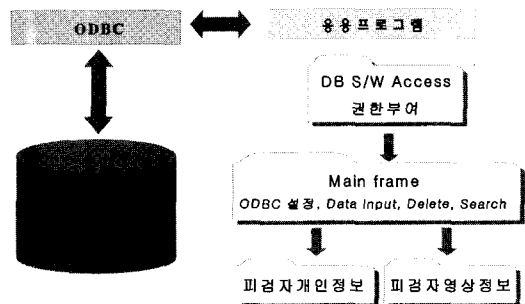 ODBC
응용프로그램
DB S/W Access
권한부여
Main frame
ODBC 설정, Data Input, Delete, Search
피검자개인정보
피검자영상정보